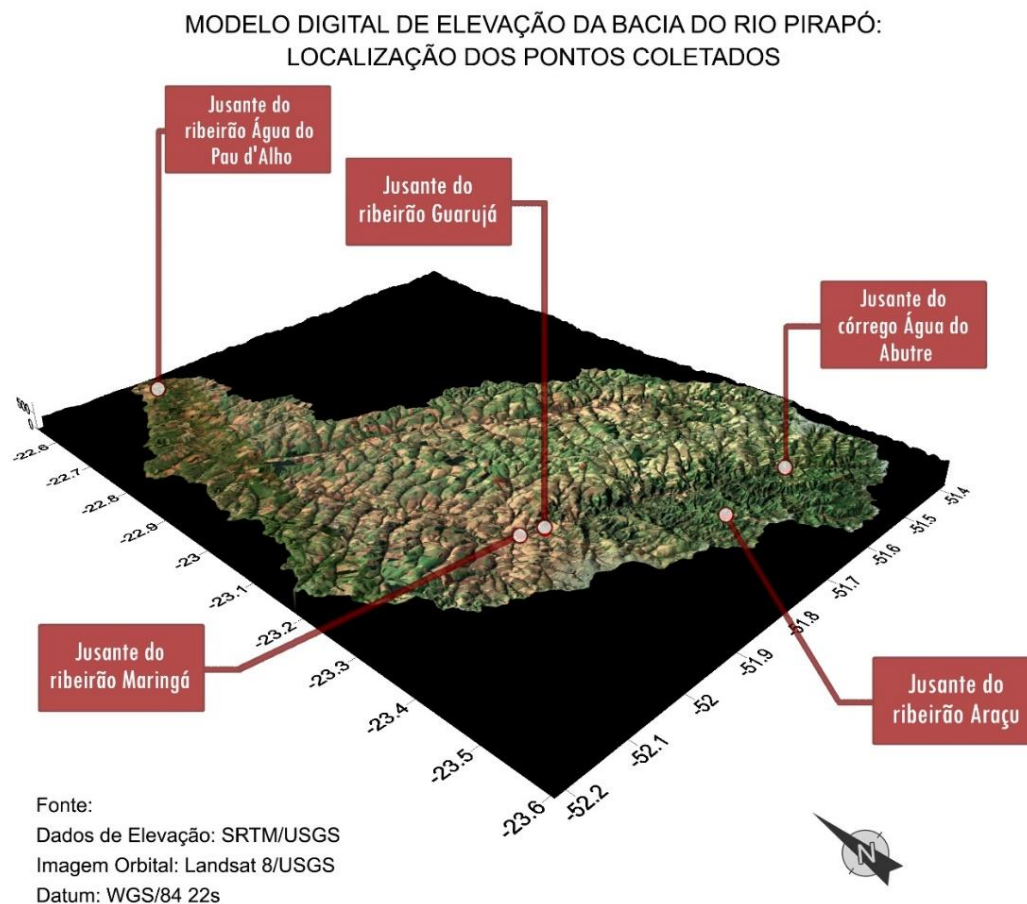 MODELO DIGITAL DE ELEVAÇÃO DA BACIA DO RIO PIRAPÓ:
LOCALIZAÇÃO DOS PONTOS COLETADOS
Jusante do
ribeirão Água do
Pau d'Alho
Jusante do
ribeirão Guarujá
Jusante do
córrego Água do
Abutre
500
0
-22.6
-22.7
-22.8
-22.9
-23
-23.1
-23.2
-23.3
-23.4
-23.5
-23.6
-51.4
-51.5
-51.6
-51.7
-51.8
-51.9
-52
-52.1
-52.2
Jusante do
ribeirão Maringá
Jusante do
ribeirão Araçu
Fonte:
Dados de Elevação: SRTM/USGS
Imagem Orbital: Landsat 8/USGS
Datum: WGS/84 22s
N